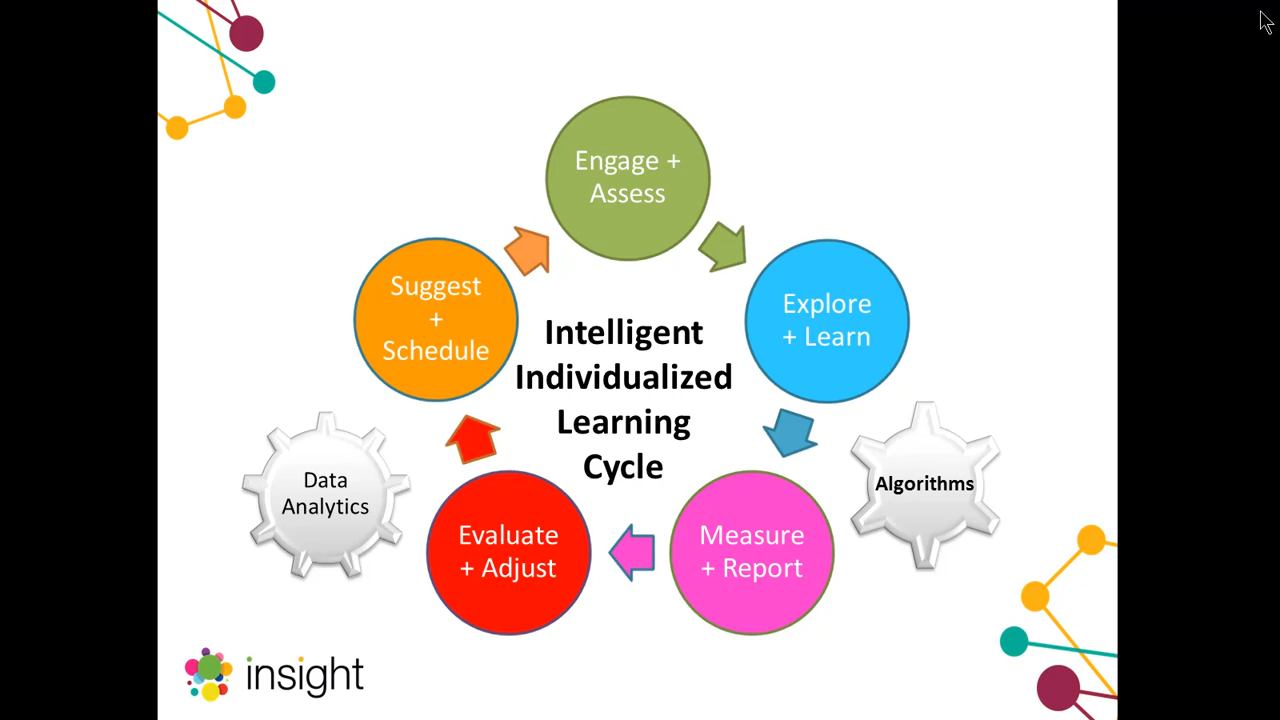 Engage +
Assess
Suggest
+
Schedule
Explore
+ Learn
Intelligent
Individualized
Learning
Cycle
Data
Analytics
Algorithms
Evaluate
+ Adjust
Measure
+ Report
insight